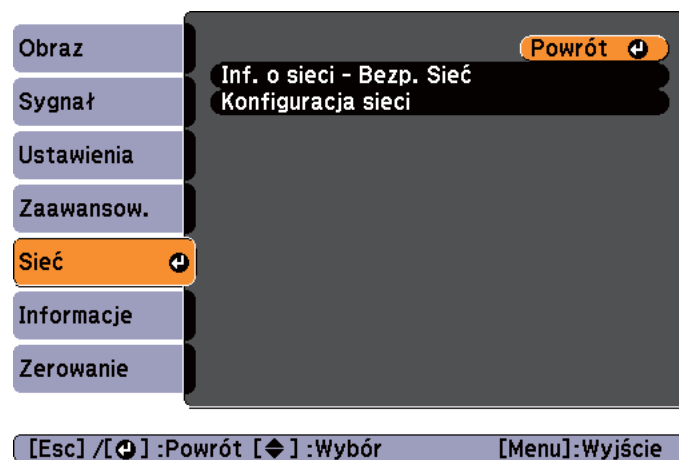 Obraz
Sygnał
Ustawienia
Zaawansow.
Sieć
Informacje
Zerowanie
Powrót
Inf. o sieci - Bezp. Sieć
Konfiguracja sieci
[Esc] /[⏎] :Powrót [◆] :Wybór [Menu]:Wyjście